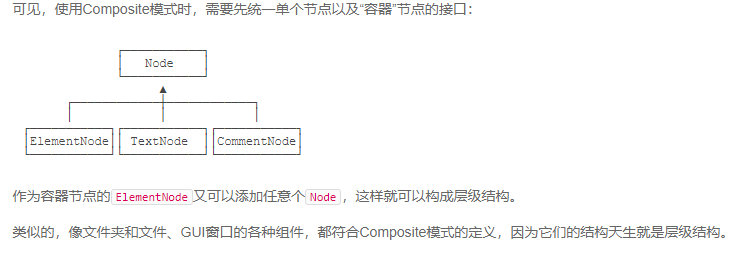 可见，使用Composite模式时，需要先统一单个节点以及“容器”节点的接口：
Node
ElementNode TextNode CommentNode
作为容器节点的ElementNode又可以添加任意个Node，这样就可以构成层级结构。
类似的，像文件夹和文件、GUI窗口的各种组件，都符合Composite模式的定义，因为它们的结构天生就是层级结构。